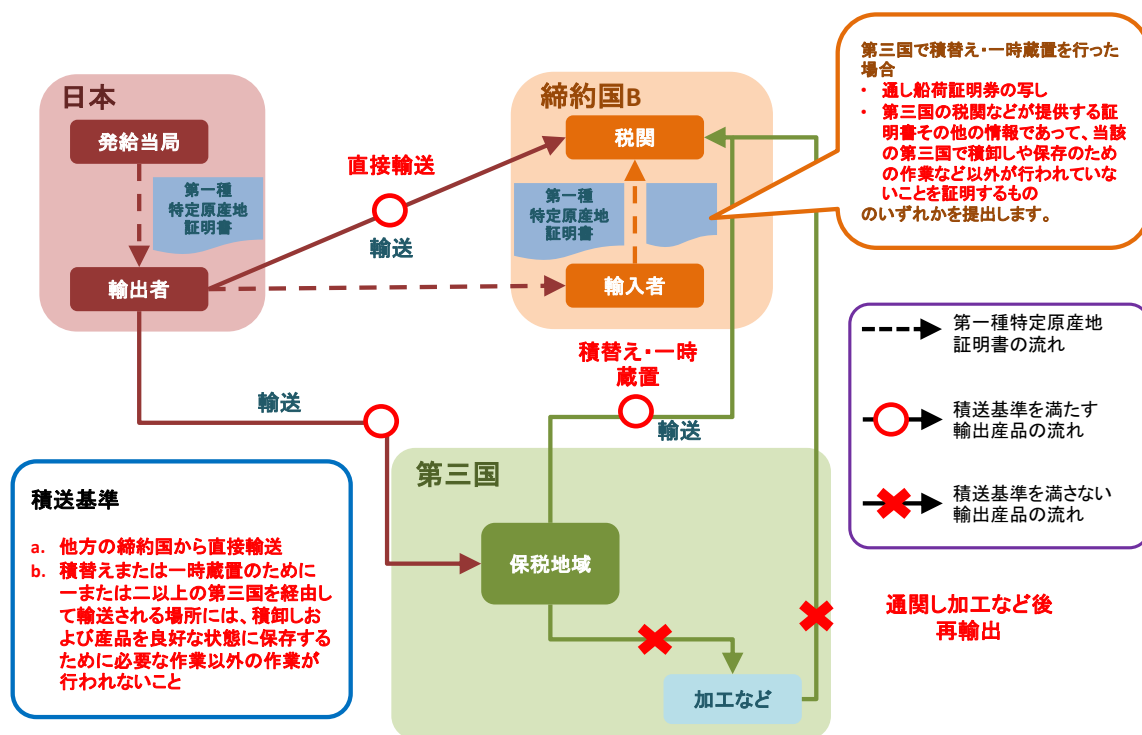 第三国で積替え・一時蔵置を行った
場合
• 通し船荷証明券の写し
• 第三国の税関などが提供する証
明書その他の情報であって、当該
の第三国で積卸しや保存のため
の作業など以外が行われていな
いことを証明するもの
のいずれかを提出します。
日本
発給当局
第一種
特定原産地
証明書
輸出者
直接輸送
輸送
締約国B
税関
第一種
特定原産地
証明書
輸入者
積替え・一時
蔵置
輸送
輸送
第三国
保税地域
加工など
通関し加工など後
再輸出
第一種特定原産地
証明書の流れ
積送基準を満たす
輸出産品の流れ
積送基準を満さない
輸出産品の流れ
積送基準
a. 他方の締約国から直接輸送
b. 積替えまたは一時蔵置のために
一または二以上の第三国を経由し
て輸送される場所には、積卸しお
よび産品を良好な状態に保存する
ために必要な作業以外の作業が
行われないこと